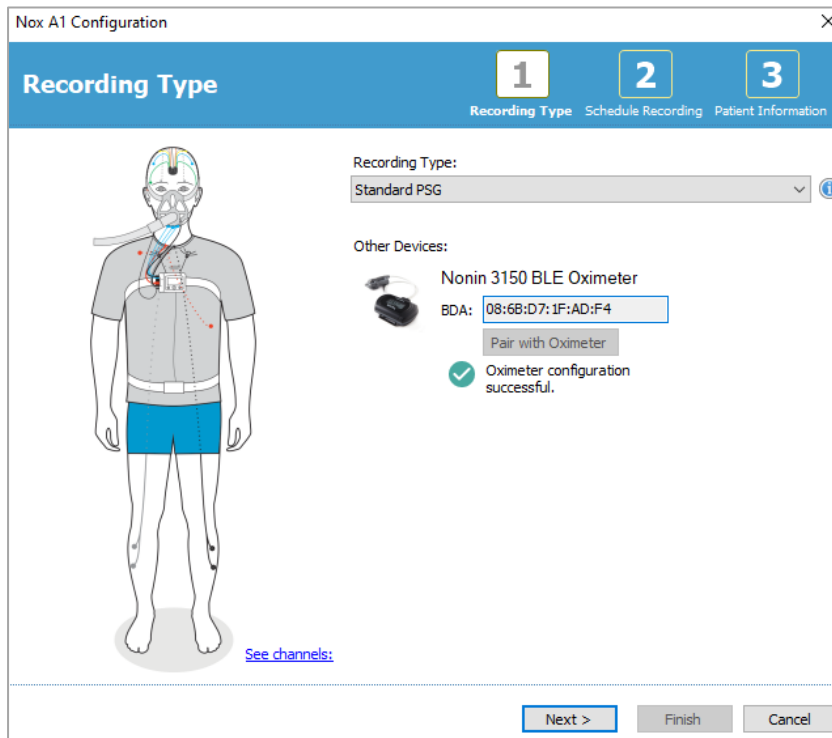 Nox A1 Configuration
Recording Type
1
Recording Type
2
Schedule Recording
3
Patient Information
Recording Type:
Standard PSG
Other Devices:
Nonin 3150 BLE Oximeter
BDA: 08:6B:D7:1F:AD:F4
Pair with Oximeter
Oximeter configuration
successful.
See channels:
Next >
Finish
Cancel